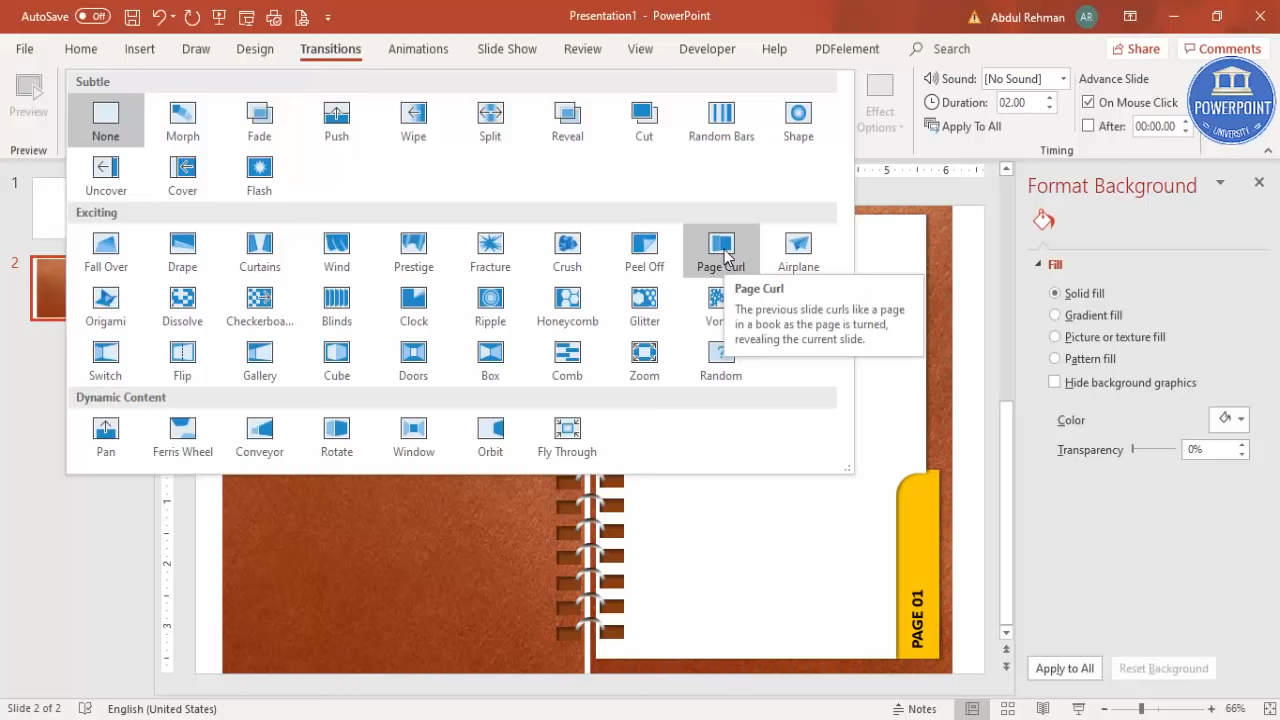 AutoSave Off
Presentation1 - PowerPoint
Abdul Rehman AR
File Home Insert Draw Design Transitions Animations Slide Show Review View Developer Help PDFelement Search Share Comments
Preview
Preview
Subtle
None Morph Fade Push Wipe Split Reveal Cut Random Bars Shape
Uncover Cover Flash
Exciting
Fall Over Drape Curtains Wind Prestige Fracture Crush Peel Off Page Curl Airplane
Origami Dissolve Checkerboa... Blinds Clock Ripple Honeycomb Glitter Vor
Switch Flip Gallery Cube Doors Box Comb Zoom Random
Dynamic Content
Pan Ferris Wheel Conveyor Rotate Window Orbit Fly Through
Page Curl
The previous slide curls like a page
in a book as the page is turned,
revealing the current slide.
Effect
Options
Sound: [No Sound]
Duration: 02.00
Apply To All
Advance Slide
On Mouse Click
After: 00:00.00
Timing
POWERPOINT
UNIVERSITY
1
2
5 6
1
2
3
PAGE 01
Format Background
Fill
Solid fill
Gradient fill
Picture or texture fill
Pattern fill
Hide background graphics
Color
Transparency 0%
Apply to All Reset Background
Slide 2 of 2 English (United States) Notes 66%